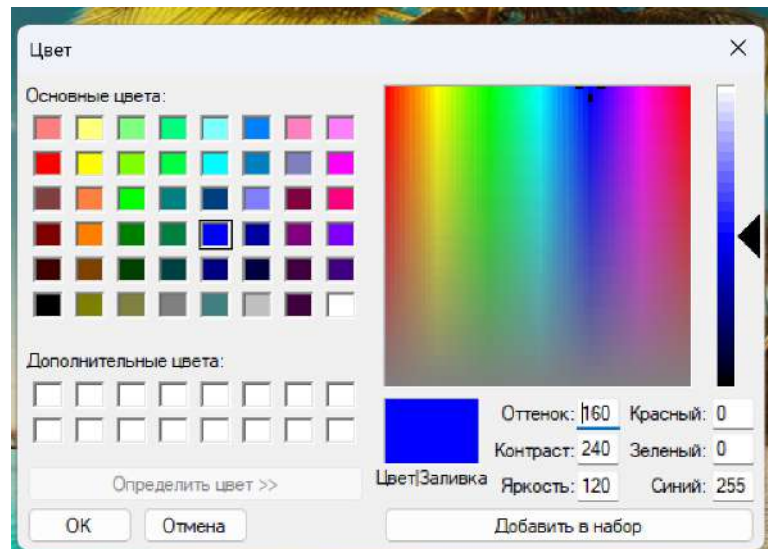 Цвет
Основные цвета:
Дополнительные цвета:
Определить цвет >>
ОК
Отмена
Цвет|Заливка
Оттенок: 160
Контраст: 240
Яркость: 120
Красный: 0
Зеленый: 0
Синий: 255
Добавить в набор